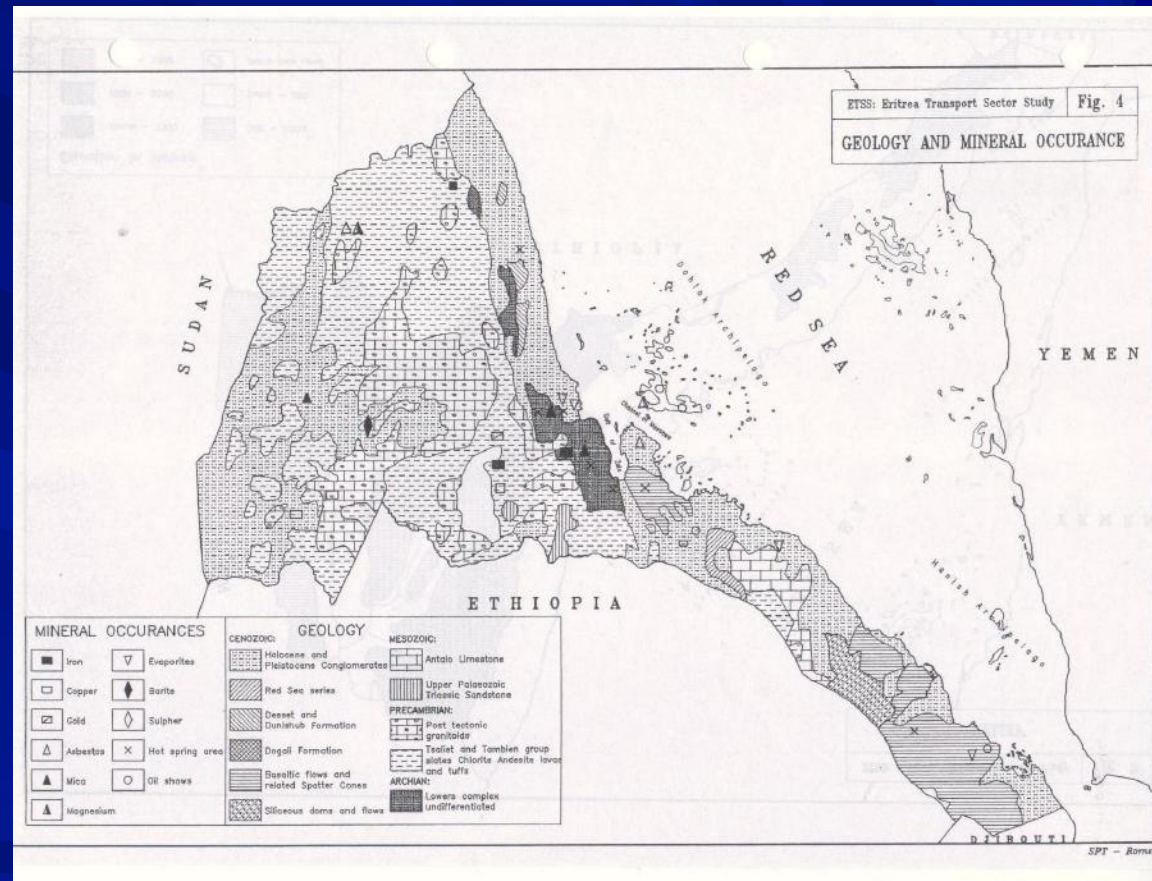 ETSS: Eritrea Transport Sector Study
Fig. 4
GEOLOGY AND MINERAL OCCURANCE
SUDAN
RED SEA
YEMEN
Dahlak Archipelago
Hanish Archipelago
ETHIOPIA
DJIBOUTI
MINERAL OCCURANCES
Iron
Copper
Gold
Asbestos
Mica
Magnesium
Evaporites
Barite
Sulpher
Hot spring area
Oil shows
GEOLOGY
CENOZOIC:
Holocene and
Pleistocene Conglomerates
Red Sea series
Desset and
Dunishub Formation
Dogali Formation
Basaltic flows and
related Spatter Cones
Siliceous doms and flows
MESOZOIC:
Antalo Limestone
Upper Palaeozoic
Triassic Sandstone
PRECAMBRIAN:
Post tectonic
granitoids
Tsaliet and Tambien group
slates Chlorite Andesite lavas
and tuffs
ARCHIAN:
Lowers complex
undifferentiated
SPT - Rome